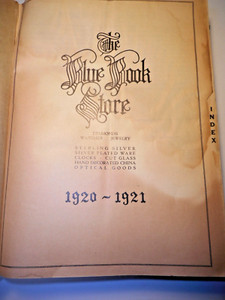 The
Blue Book
Store
DIAMONDS
WATCHES JEWELRY
STERLING SILVER
SILVER PLATED WARE
CLOCKS CUT GLASS
HAND DECORATED CHINA
OPTICAL GOODS
1920 ~ 1921
INDEX